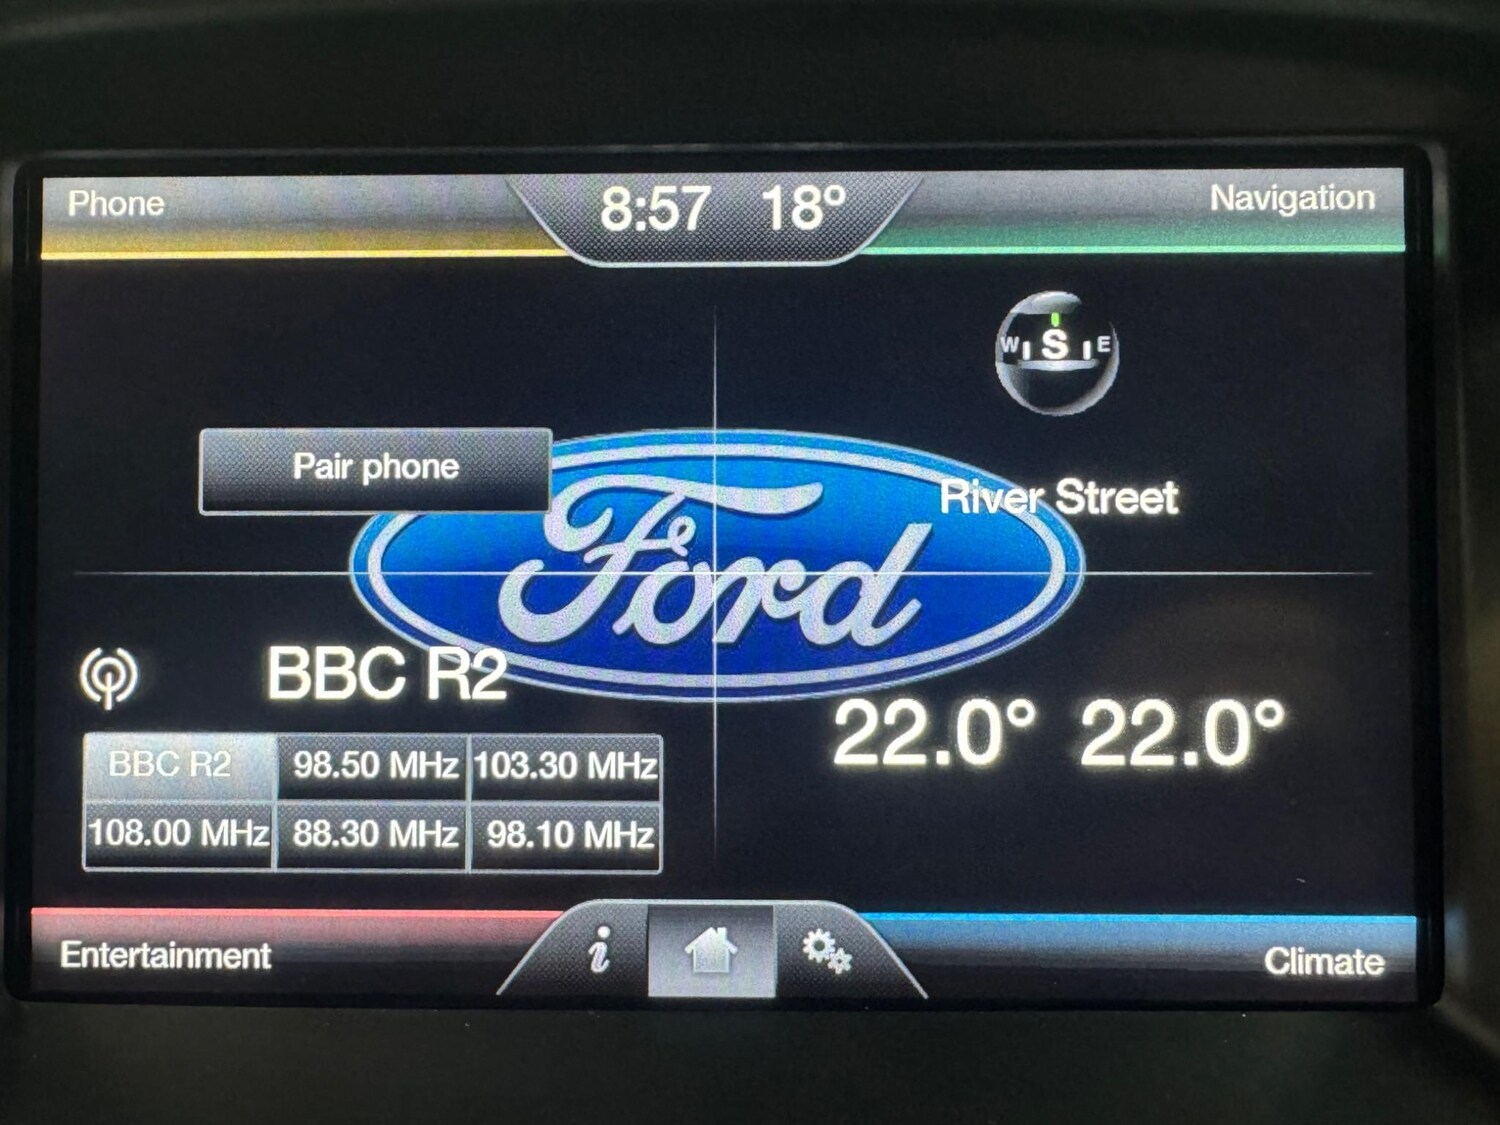 Phone
8:57 18°
Navigation
W S E
Pair phone
River Street
Ford
BBC R2
BBC R2 98.50 MHz 103.30 MHz
108.00 MHz 88.30 MHz 98.10 MHz
22.0° 22.0°
Entertainment
i
Climate